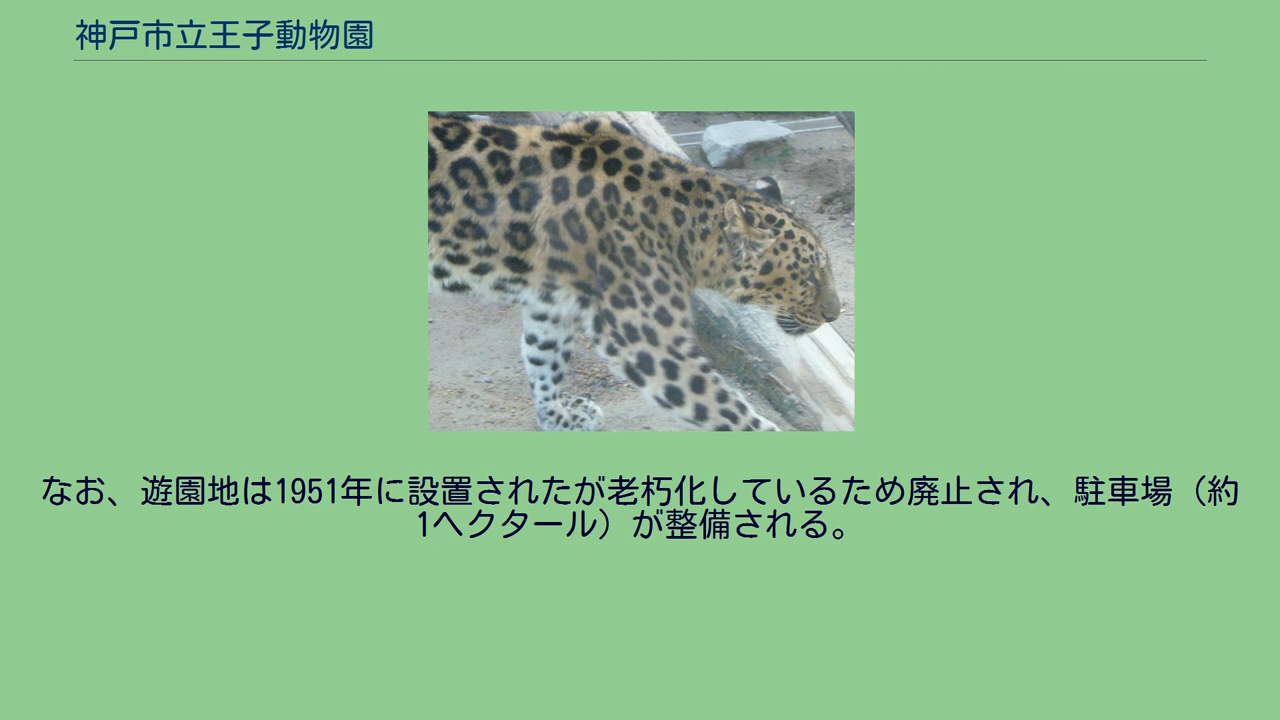 神戸市立王子動物園
なお、遊園地は1951年に設置されたが老朽化しているため廃止され、駐車場（約
1ヘクタール）が整備される。